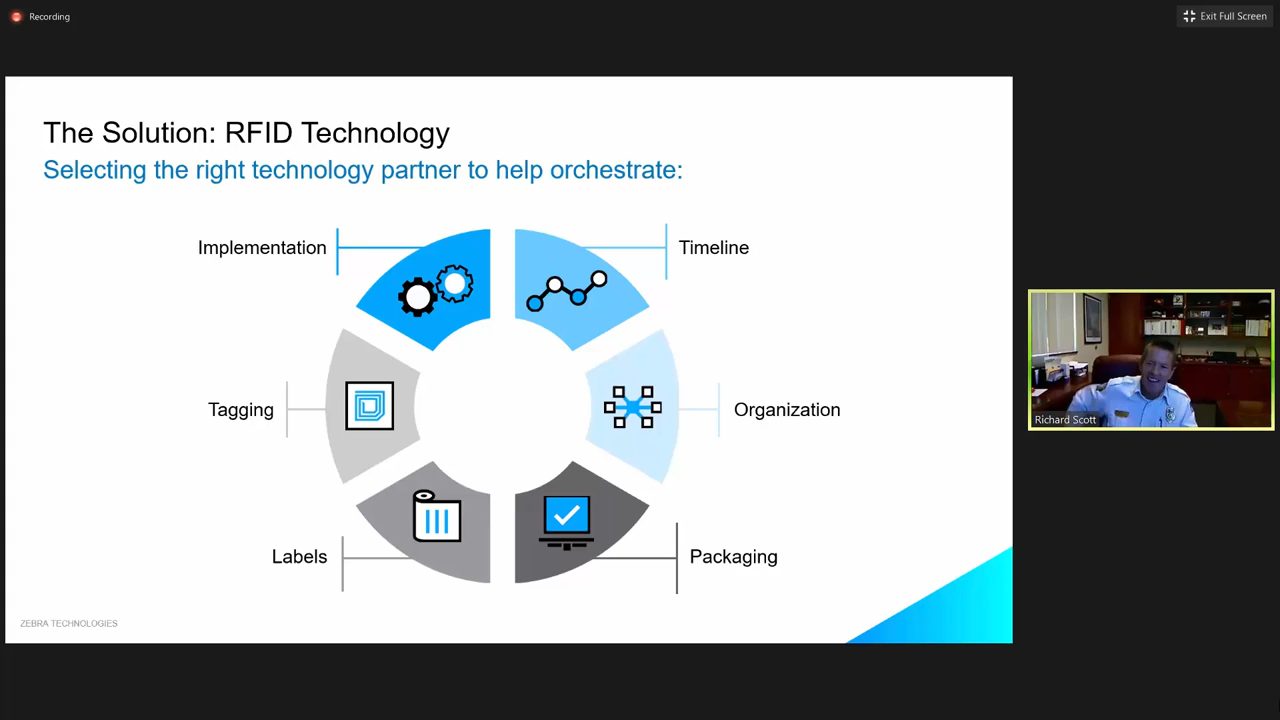 Recording
Exit Full Screen
The Solution: RFID Technology
Selecting the right technology partner to help orchestrate:
Implementation
Timeline
Tagging
Organization
Labels
Packaging
ZEBRA TECHNOLOGIES
Richard Scott